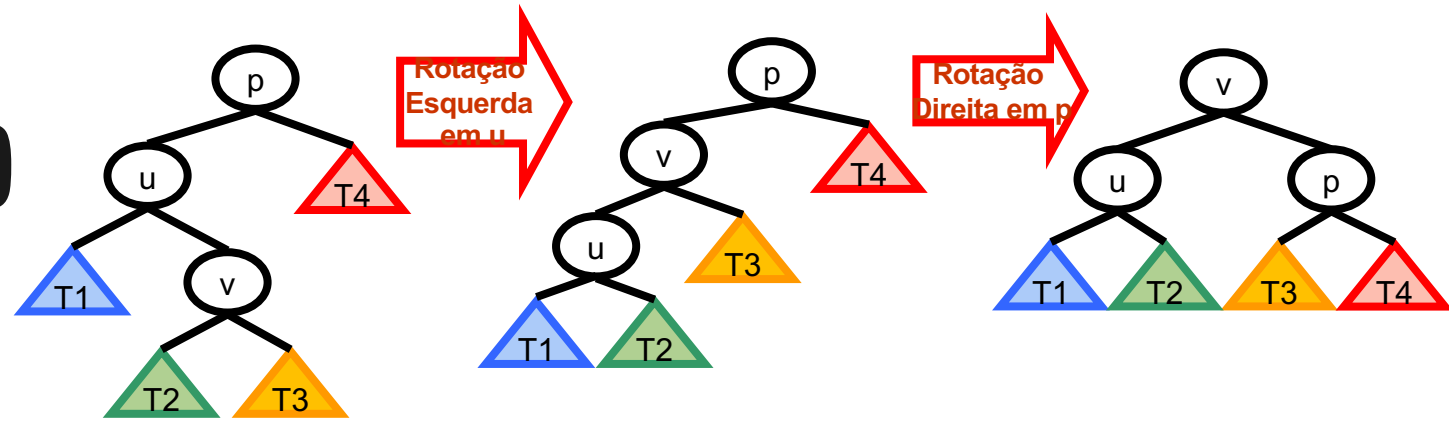 p
u
T4
T1
v
T2
T3
Rotação
Esquerda
em u
p
v
T4
u
T3
T1
T2
Rotação
Direita em p
v
u
p
T1
T2
T3
T4